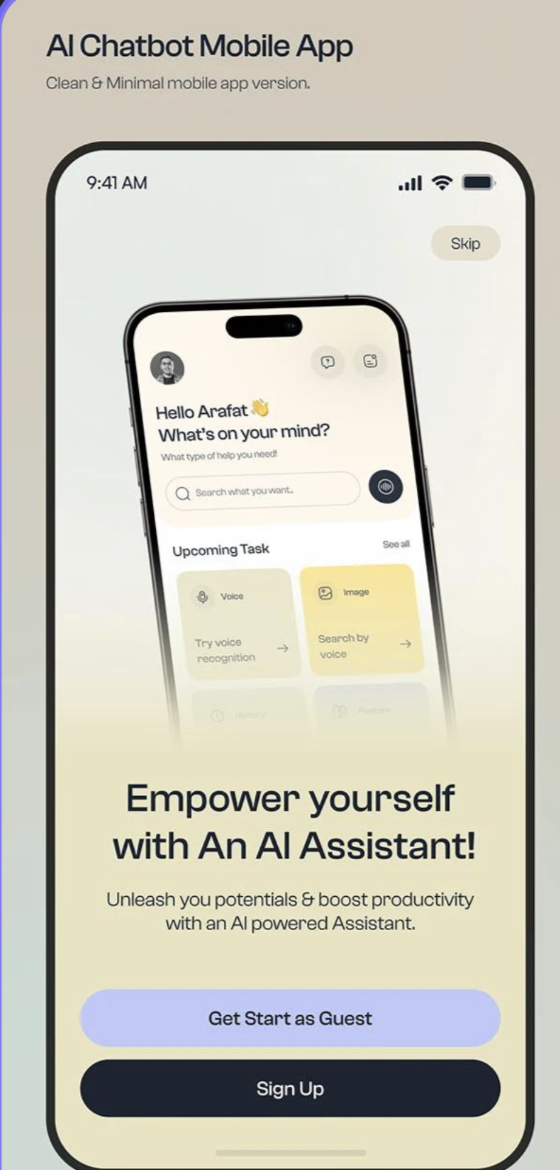 AI Chatbot Mobile App
Clean & Minimal mobile app version.
9:41 AM
Skip
Hello Arafat 👋
What's on your mind?
What type of help you need!
Search what you want..
Upcoming Task
See all
Voice
Image
Try voice
recognition
Search by
voice
History
Empower yourself
with An AI Assistant!
Unleash you potentials & boost productivity
with an AI powered Assistant.
Get Start as Guest
Sign Up